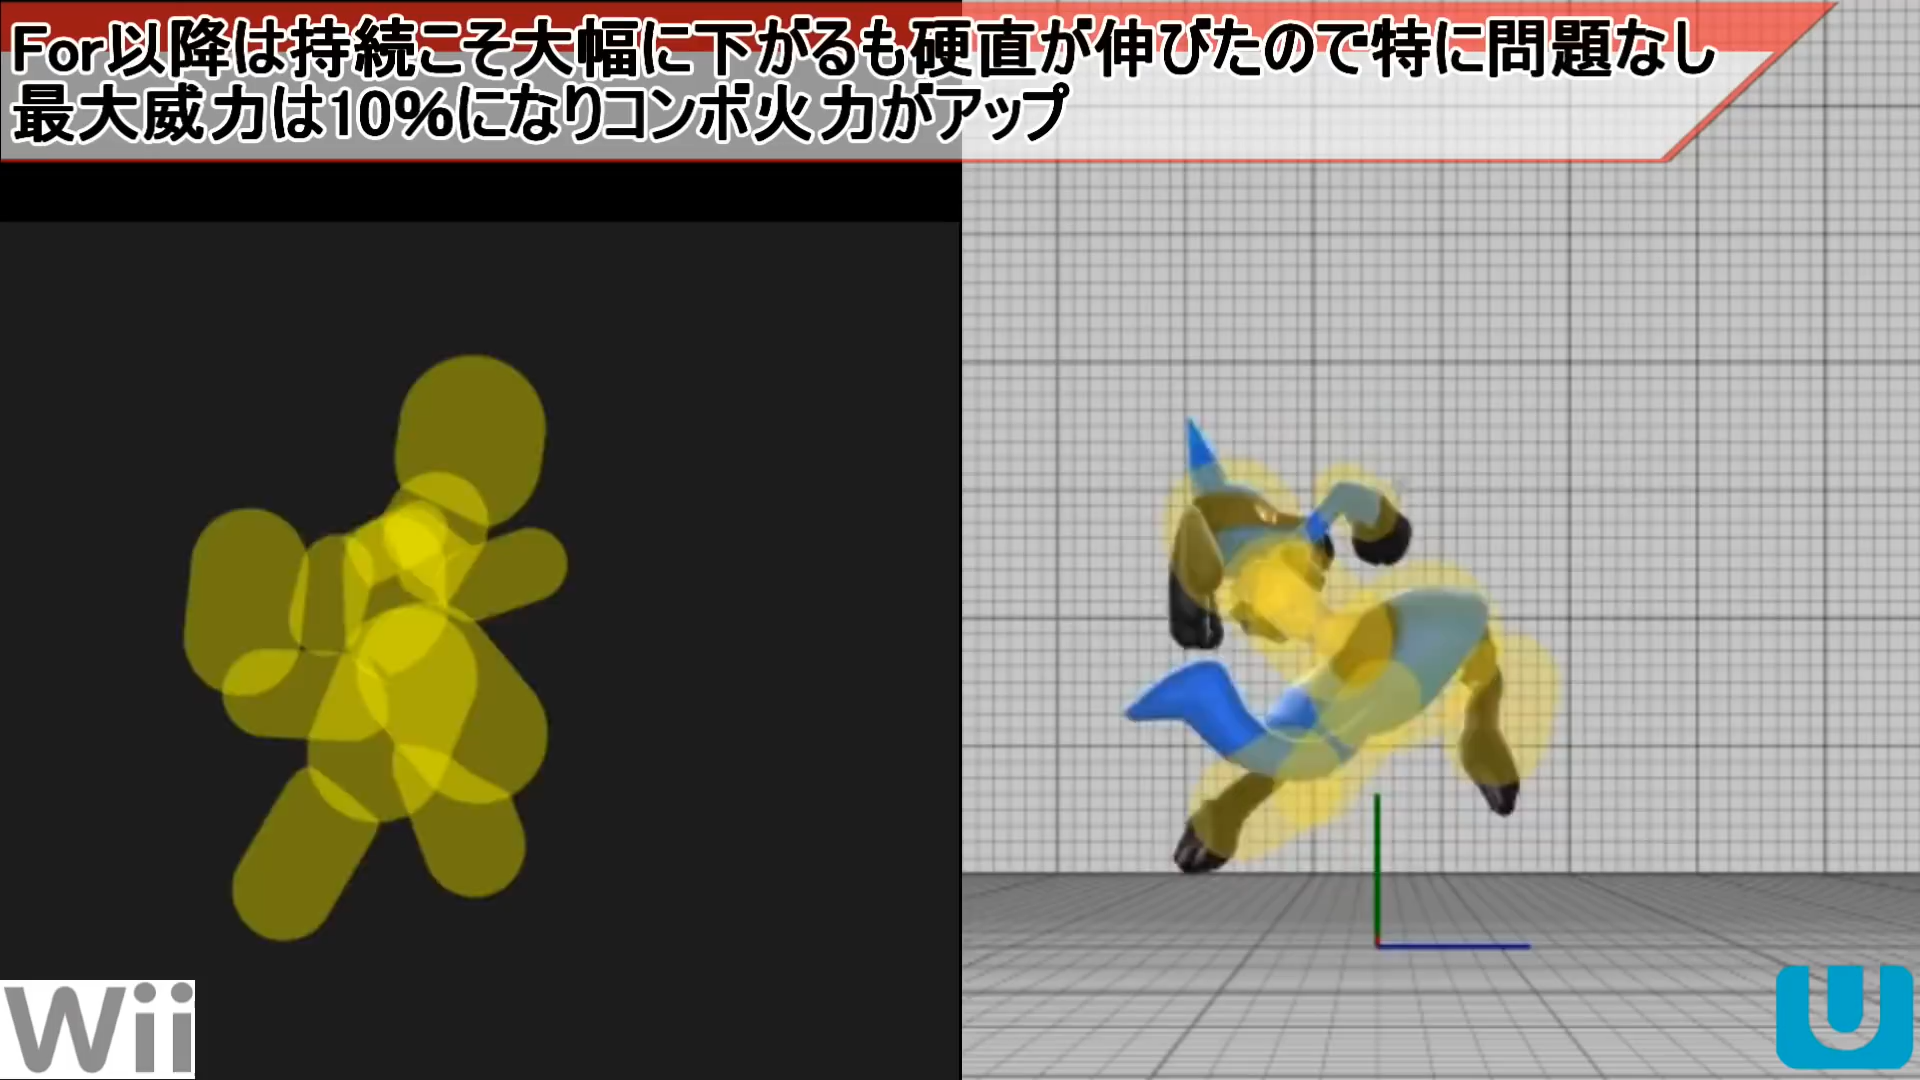 For以降は持続こそ大幅に下がるも硬直が伸びたので特に問題なし
最大威力は10%になりコンボ火力がアップ
Wii
U